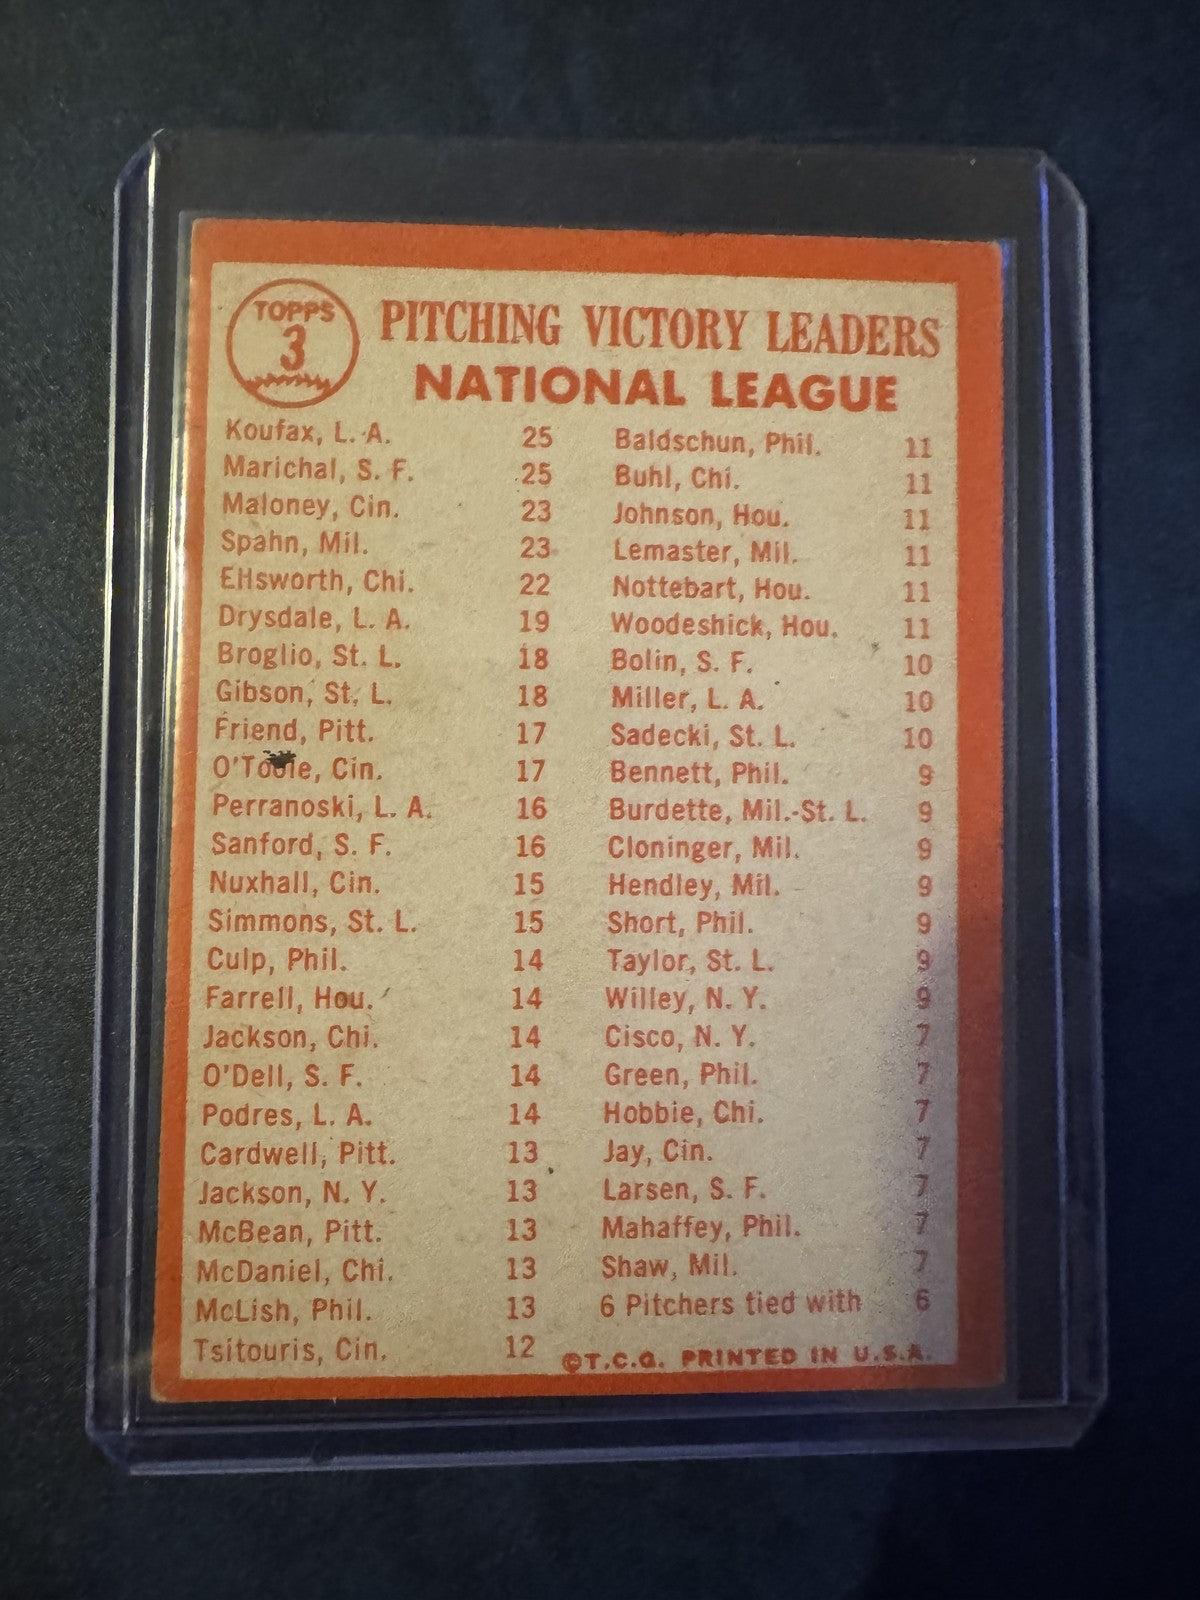 TOPPS
3
PITCHING VICTORY LEADERS
NATIONAL LEAGUE
Koufax, L. A. 25
Marichal, S. F. 25
Maloney, Cin. 23
Spahn, Mil. 23
Ellsworth, Chi. 22
Drysdale, L. A. 19
Broglio, St. L. 18
Gibson, St. L. 18
Friend, Pitt. 17
O'Toole, Cin. 17
Perranoski, L. A. 16
Sanford, S. F. 16
Nuxhall, Cin. 15
Simmons, St. L. 15
Culp, Phil. 14
Farrell, Hou. 14
Jackson, Chi. 14
O'Dell, S. F. 14
Podres, L. A. 14
Cardwell, Pitt. 13
Jackson, N. Y. 13
McBean, Pitt. 13
McDaniel, Chi. 13
McLish, Phil. 13
Tsitouris, Cin. 12
Baldschun, Phil. 11
Buhl, Chi. 11
Johnson, Hou. 11
Lemaster, Mil. 11
Nottebart, Hou. 11
Woodeshick, Hou. 11
Bolin, S. F. 10
Miller, L. A. 10
Sadecki, St. L. 10
Bennett, Phil. 9
Burdette, Mil.-St. L. 9
Cloninger, Mil. 9
Hendley, Mil. 9
Short, Phil. 9
Taylor, St. L. 9
Willey, N. Y. 9
Cisco, N. Y. 7
Green, Phil. 7
Hobbie, Chi. 7
Jay, Cin. 7
Larsen, S. F. 7
Mahaffey, Phil. 7
Shaw, Mil. 7
6 Pitchers tied with 6
©T.C.G. PRINTED IN U.S.A.